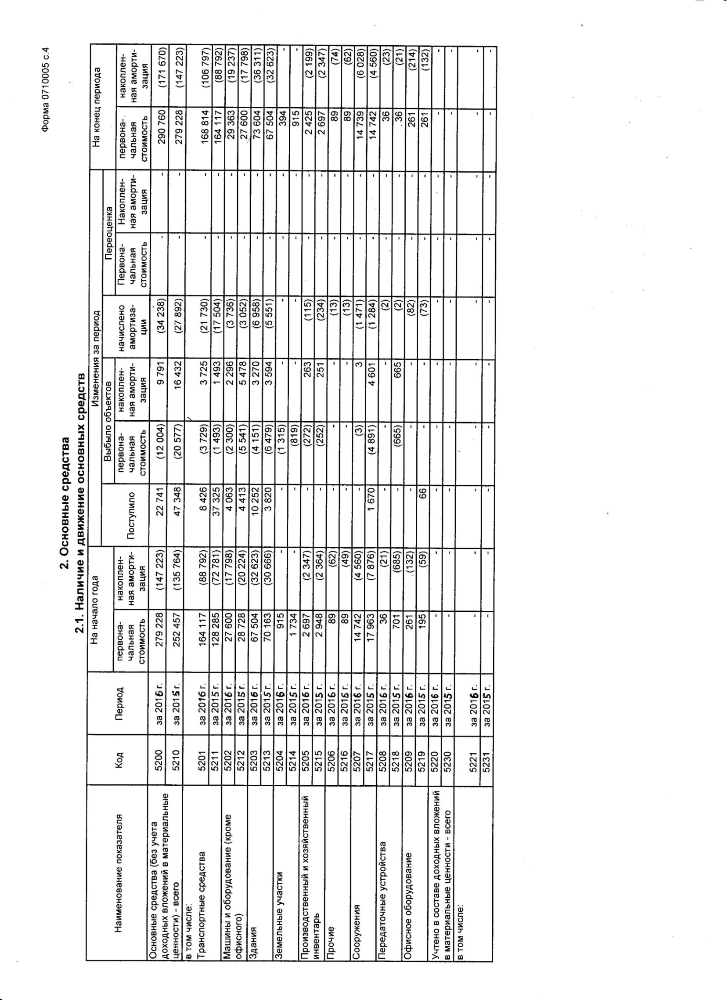 Форма 0710005 с.4
2. Основные средства
2.1. Наличие и движение основных средств
Наименование показателя Код Период На начало года Изменения за период На конец периода
Выбыло объектов Переоценка
первона- накоплен- Поступило первона- накоплен- начислено Первона- Накоплен- первона-. накоплен-
чальная ная аморти- чальная ная аморти- амортиза- чальная ная аморти- чальная ная аморти-
стоимость зация стоимость зация ции стоимость зация стоимость зация
Основные средства (без учета 5200 за 2016 г. 279 228 (147 223) 22 741 (12 004) 9 791 (34 238) - - 290 760 (171 670)
доходных вложений в материальные
ценности) - всего 5210 за 2015 г. 252 457 (135 764) 47 348 (20 577) 16 432 (27 892) - - 279 228 (147 223)
в том числе:
Транспортные средства 5201 за 2016 г. 164 117 (88 792) 8 426 (3 729) 3 725 (21 730) - - 168 814 (106 797)
5211 за 2015 г. 128 285 (72 781) 37 325 (1 493) 1 493 (17 504) - - 164 117 (88 792)
Машины и оборудование (кроме 5202 за 2016 г. 27 600 (17 798) 4 063 (2 300) 2 296 (3 736) - - 29 363 (19 237)
офисного) 5212 за 2015 г. 28 728 (20 224) 4 413 (5 541) 5 478 (3 052) - - 27 600 (17 798)
Здания 5203 за 2016 г. 67 504 (32 623) 10 252 (4 151) 3 270 (6 958) - - 73 604 (36 311)
5213 за 2015 г. 70 163 (30 666) 3 820 (6 479) 3 594 (5 551) - - 67 504 (32 623)
Земельные участки 5204 за 2016 г. 915 - - (1 315) - - - - 394 -
5214 за 2015 г. 1 734 - - (819) - - - - 915 -
Производственный и хозяйственный 5205 за 2016 г. 2 697 (2 347) - (272) 263 (115) - - 2 425 (2 199)
инвентарь 5215 за 2015 г. 2 948 (2 364) - (252) 251 (234) - - 2 697 (2 347)
Прочие 5206 за 2016 г. 89 (62) - - - (13) - - 89 (74)
5216 за 2015 г. 89 (49) - - - (13) - - 89 (62)
Сооружения 5207 за 2016 г. 14 742 (4 560) - (3) 3 (1 471) - - 14 739 (6 028)
5217 за 2015 г. 17 963 (7 876) 1 670 (4 891) 4 601 (1 284) - - 14 742 (4 560)
Передаточные устройства 5208 за 2016 г. 36 (21) - - - (2) - - 36 (23)
5218 за 2015 г. 701 (685) - (665) 665 (2) - - 36 (21)
Офисное оборудование 5209 за 2016 г. 261 (132) - - - (82) - - 261 (214)
5219 за 2015 г. 195 (59) 66 - - (73) - - 261 (132)
Учтено в составе доходных вложений 5220 за 2016 г. - - - - - - - - - -
в материальные ценности - всего 5230 за 2015 г. - - - - - - - - - -
в том числе:
5221 за 2016 г. - - - - - - - - - -
5231 за 2015 г. - - - - - - - - - -